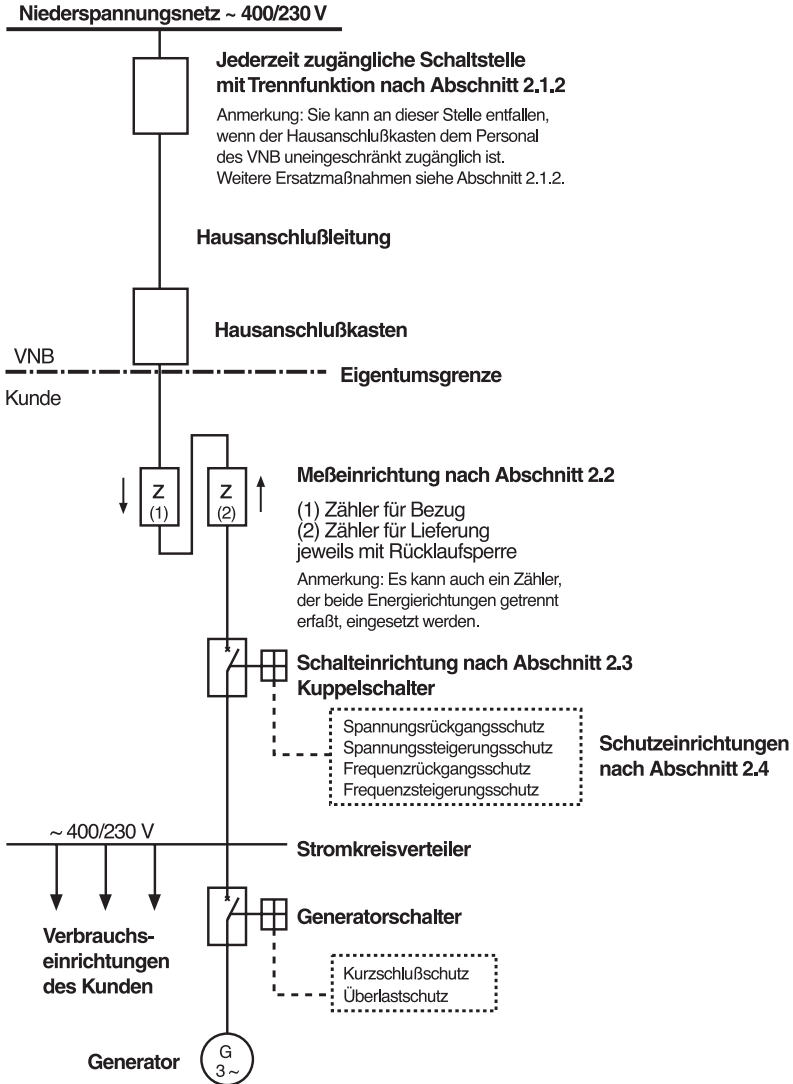 Niederspannungsnetz ~ 400/230 V
Jederzeit zugängliche Schaltstelle
mit Trennfunktion nach Abschnitt 2.1.2
Anmerkung: Sie kann an dieser Stelle entfallen,
wenn der Hausanschlußkasten dem Personal
des VNB uneingeschränkt zugänglich ist.
Weitere Ersatzmaßnahmen siehe Abschnitt 2.1.2.
Hausanschlußleitung
Hausanschlußkasten
VNB
Eigentumsgrenze
Kunde
Z
(1)
Z
(2)
Meßeinrichtung nach Abschnitt 2.2
(1) Zähler für Bezug
(2) Zähler für Lieferung
jeweils mit Rücklaufsperre
Anmerkung: Es kann auch ein Zähler,
der beide Energierichtungen getrennt
erfaßt, eingesetzt werden.
Schalteinrichtung nach Abschnitt 2.3
Kuppelschalter
Spannungsrückgangsschutz
Spannungssteigerungsschutz
Frequenzrückgangsschutz
Frequenzsteigerungsschutz
Schutzeinrichtungen
nach Abschnitt 2.4
~ 400/230 V
Stromkreisverteiler
Generatorschalter
Verbrauchs-
einrichtungen
des Kunden
Kurzschlußschutz
Überlastschutz
Generator
G
3 ~